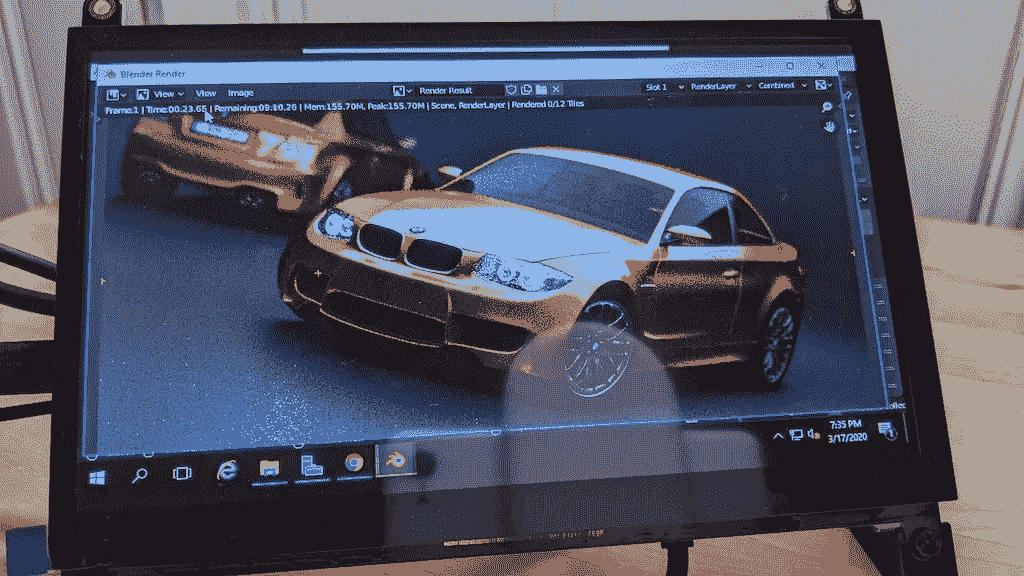 Blender Render
View View Image Render Result Slot 1 RenderLayer Combined
Frame:1 | Time:00:23.65 | Remaining:09:10.26 | Mem:155.70M, Peak:155.70M | Scene, RenderLayer | Rendered 0/12 Tiles
7:35 PM
3/17/2020